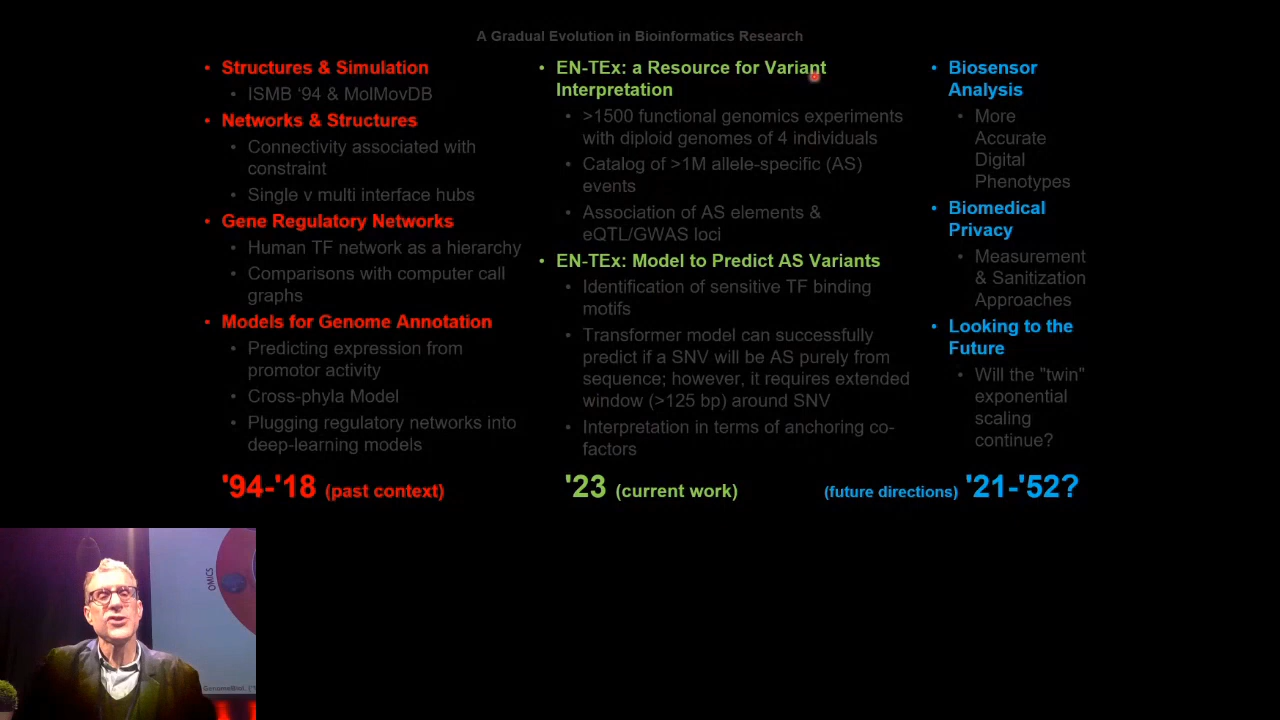 A Gradual Evolution in Bioinformatics Research
• Structures & Simulation
• ISMB ‘94 & MolMovDB
• Networks & Structures
• Connectivity associated with
constraint
• Single v multi interface hubs
• Gene Regulatory Networks
• Human TF network as a hierarchy
• Comparisons with computer call
graphs
• Models for Genome Annotation
• Predicting expression from
promotor activity
• Cross-phyla Model
• Plugging regulatory networks into
deep-learning models
'94-'18 (past context)
• EN-TEx: a Resource for Variant
Interpretation
• >1500 functional genomics experiments
with diploid genomes of 4 individuals
• Catalog of >1M allele-specific (AS)
events
• Association of AS elements &
eQTL/GWAS loci
• EN-TEx: Model to Predict AS Variants
• Identification of sensitive TF binding
motifs
• Transformer model can successfully
predict if a SNV will be AS purely from
sequence; however, it requires extended
window (>125 bp) around SNV
• Interpretation in terms of anchoring co-
factors
'23 (current work)
• Biosensor
Analysis
• More
Accurate
Digital
Phenotypes
• Biomedical
Privacy
• Measurement
& Sanitization
Approaches
• Looking to the
Future
• Will the "twin"
exponential
scaling
continue?
(future directions) '21-'52?
OMICS